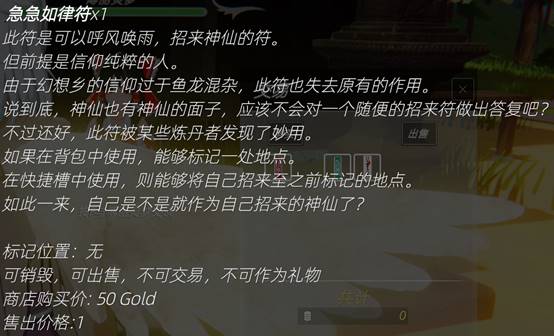 急急如律符x1
此符是可以呼风唤雨，招来神仙的符。
但前提是信仰纯粹的人。
由于幻想乡的信仰过于鱼龙混杂，此符也失去原有的作用。
说到底，神仙也有神仙的面子，应该不会对一个随便的招来符做出答复吧？
不过还好，此符被某些炼丹者发现了妙用。
出售
如果在背包中使用，能够标记一处地点。
在快捷槽中使用，则能够将自己招来至之前标记的地点。
如此一来，自己是不是就作为自己招来的神仙了？
标记位置：无
可销毁，可出售，不可交易，不可作为礼物
商店购买价: 50 Gold
共计
售出价格:1
0